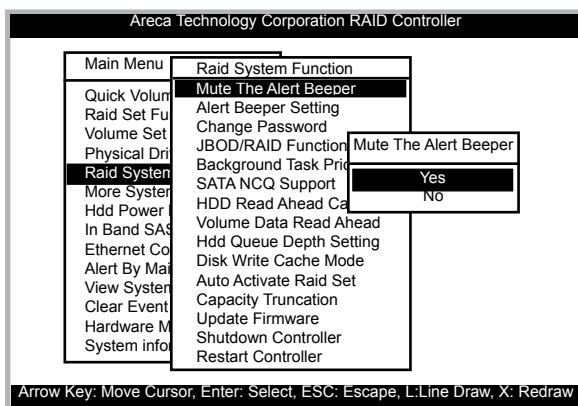 Areca Technology Corporation RAID Controller
Main Menu
Quick Volum
Raid Set Fu
Volume Set
Physical Dri
Raid System
More System
Hdd Power
In Band SAS
Ethernet Co
Alert By Mai
View System
Clear Event
Hardware M
System info
Raid System Function
Mute The Alert Beeper
Alert Beeper Setting
Change Password
JBOD/RAID Function
Background Task Prio
SATA NCQ Support
HDD Read Ahead Ca
Volume Data Read Ahead
Hdd Queue Depth Setting
Disk Write Cache Mode
Auto Activate Raid Set
Capacity Truncation
Update Firmware
Shutdown Controller
Restart Controller
Mute The Alert Beeper
Yes
No
Arrow Key: Move Cursor, Enter: Select, ESC: Escape, L:Line Draw, X: Redraw